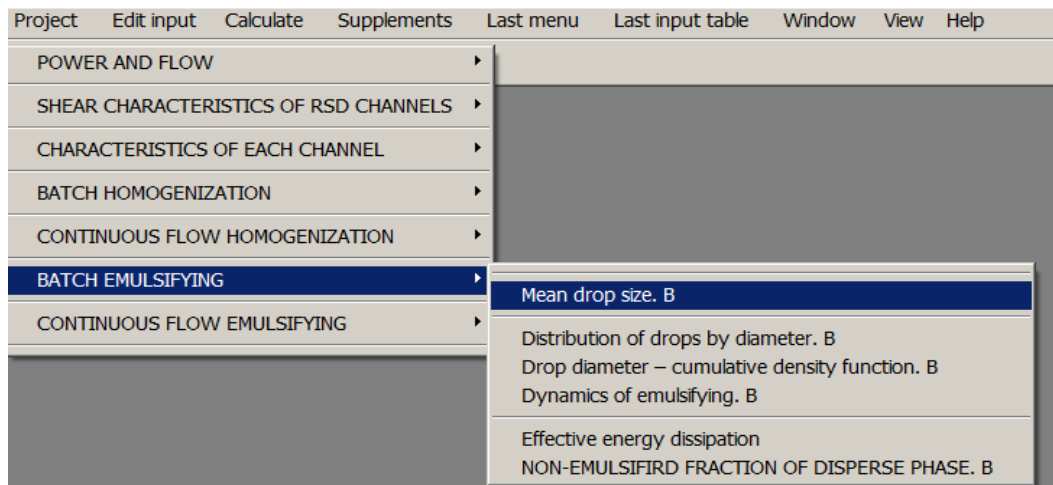 Project Edit input Calculate Supplements Last menu Last input table Window View Help
POWER AND FLOW
SHEAR CHARACTERISTICS OF RSD CHANNELS
CHARACTERISTICS OF EACH CHANNEL
BATCH HOMOGENIZATION
CONTINUOUS FLOW HOMOGENIZATION
BATCH EMULSIFYING
CONTINUOUS FLOW EMULSIFYING
Mean drop size. B
Distribution of drops by diameter. B
Drop diameter – cumulative density function. B
Dynamics of emulsifying. B
Effective energy dissipation
NON-EMULSIFIRD FRACTION OF DISPERSE PHASE. B